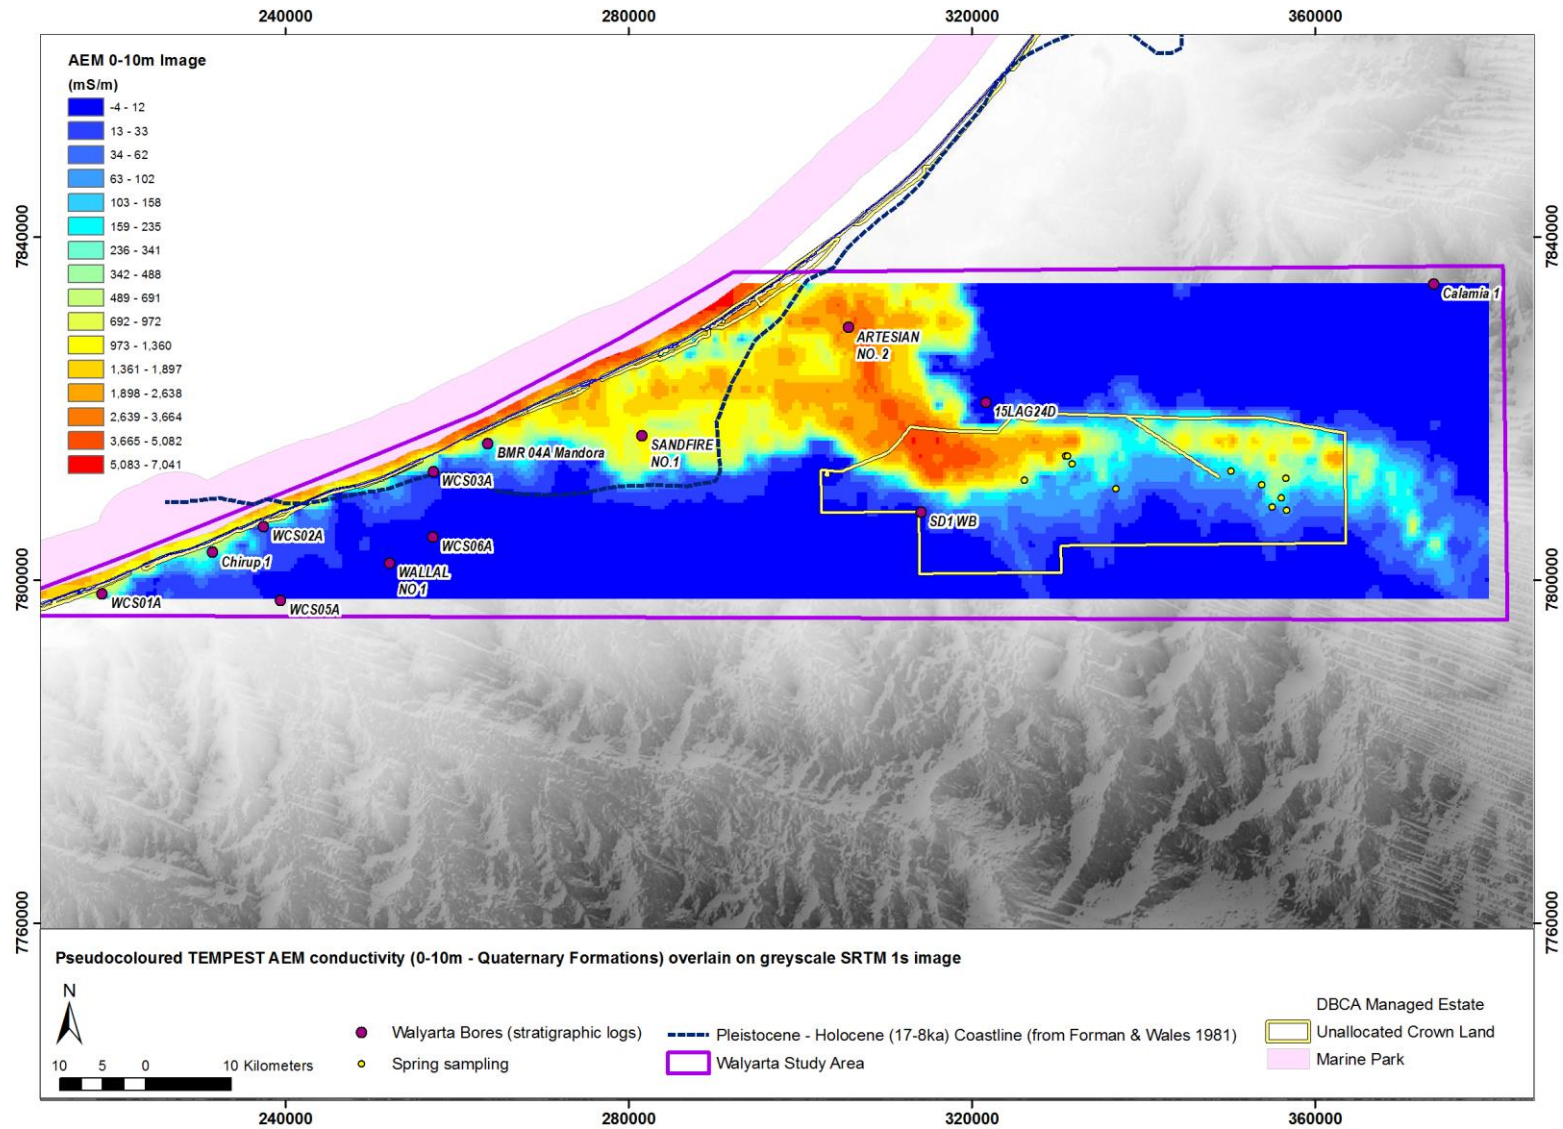 240000
280000
320000
360000
AEM 0-10m Image
(mS/m)
-4 - 12
13 - 33
34 - 62
63 - 102
103 - 158
159 - 235
236 - 341
342 - 488
489 - 691
692 - 972
973 - 1,360
1,361 - 1,897
1,898 - 2,638
2,639 - 3,664
3,665 - 5,082
5,083 - 7,041
7840000
7840000
Calamia 1
ARTESIAN
NO. 2
15LAG24D
SANDFIRE
NO.1
BMR 04A Mandora
WCS03A
SD1 WB
WCS02A
WCS06A
Chirup 1
WALLAL
NO 1
7800000
7800000
WCS01A
WCS05A
7760000
7760000
Pseudocoloured TEMPEST AEM conductivity (0-10m - Quaternary Formations) overlain on greyscale SRTM 1s image
N
10 5 0 10 Kilometers
Walyarta Bores (stratigraphic logs)
Spring sampling
Pleistocene - Holocene (17-8ka) Coastline (from Forman & Wales 1981)
Walyarta Study Area
DBCA Managed Estate
Unallocated Crown Land
Marine Park
240000
280000
320000
360000